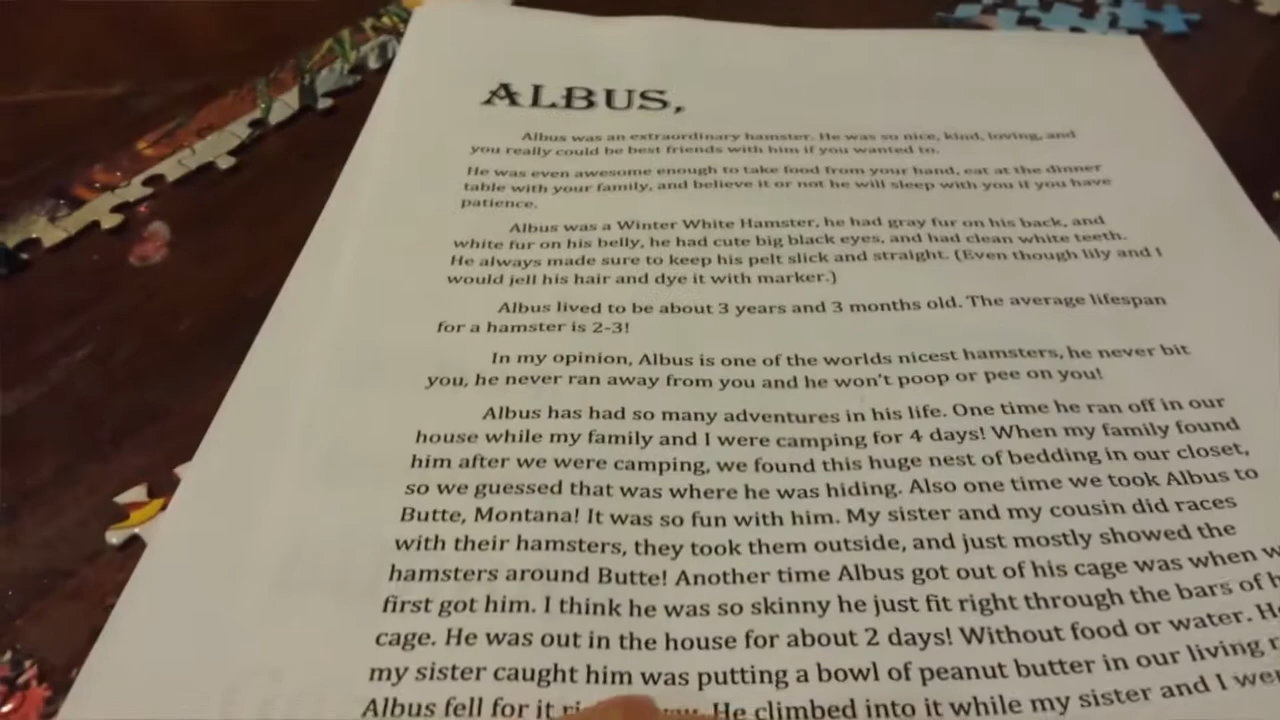 ALBUS,
Albus was an extraordinary hamster. He was so nice, kind, loving, and
you really could be best friends with him if you wanted to.
He was even awesome enough to take food from your hand, eat at the dinner
table with your family, and believe it or not he will sleep with you if you have
patience.
Albus was a Winter White Hamster, he had gray fur on his back, and
white fur on his belly, he had cute big black eyes, and had clean white teeth.
He always made sure to keep his pelt slick and straight. (Even though lily and I
would jell his hair and dye it with marker.)
Albus lived to be about 3 years and 3 months old. The average lifespan
for a hamster is 2-3!
In my opinion, Albus is one of the worlds nicest hamsters, he never bit
you, he never ran away from you and he won't poop or pee on you!
Albus has had so many adventures in his life. One time he ran off in our
house while my family and I were camping for 4 days! When my family found
him after we were camping, we found this huge nest of bedding in our closet,
so we guessed that was where he was hiding. Also one time we took Albus to
Butte, Montana! It was so fun with him. My sister and my cousin did races
with their hamsters, they took them outside, and just mostly showed the
hamsters around Butte! Another time Albus got out of his cage was when
first got him. I think he was so skinny he just fit right through the bars of
cage. He was out in the house for about 2 days! Without food or water.
my sister caught him was putting a bowl of peanut butter in our living
Albus fell for it He climbed into it while my sister and I